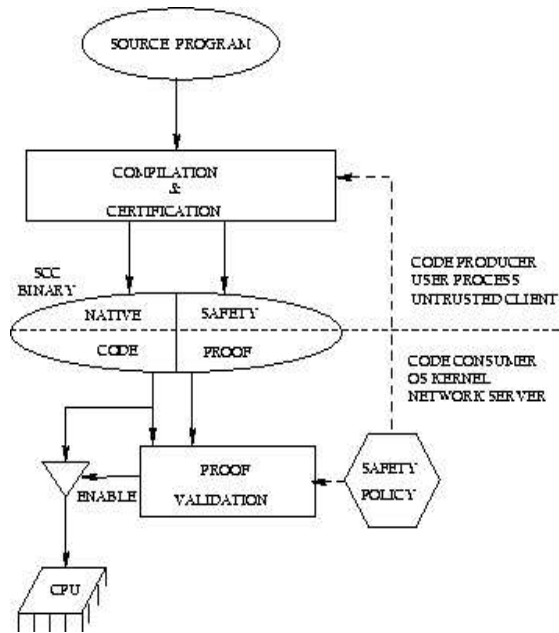 SOURCE PROGRAM
COMPILATION
&
CERTIFICATION
SCC
BINARY
NATIVE
CODE
SAFETY
PROOF
CODE PRODUCER
USER PROCESS
UNTRUSTED CLIENT
CODE CONSUMER
OS KERNEL
NETWORK SERVER
ENABLE
PROOF
VALIDATION
SAFETY
POLICY
CPU